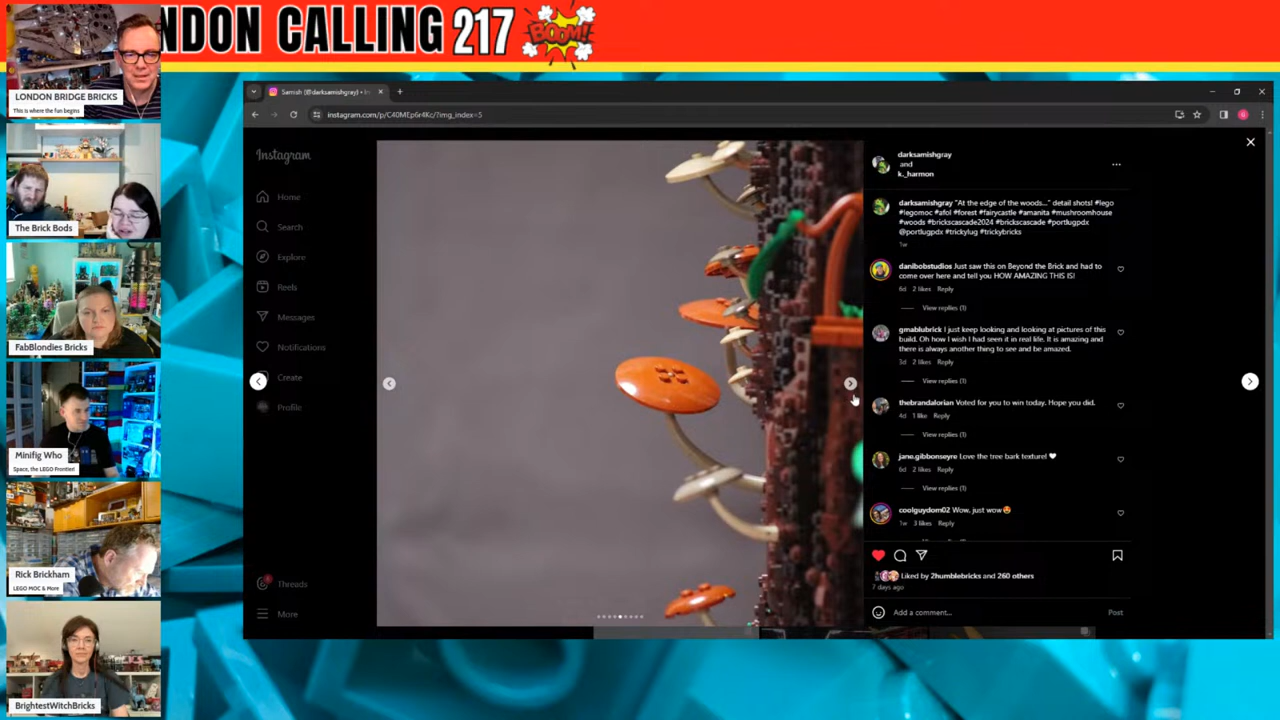 NDON CALLING 217
BOOM!
LONDON BRIDGE BRICKS
This is where the fun begins
The Brick Bods
FabBlondies Bricks
Minifig Who
Space, the LEGO Frontier!
Rick Brickham
LEGO MOC & More
BrightestWitchBricks
Samish (@darksamishgray) • In
instagram.com/p/C40MEp6r4Kc/?img_index=5
Instagram
Home
Search
Explore
Reels
Messages
Notifications
Create
Profile
Threads
More
darksamishgray
and
k._harmon
darksamishgray "At the edge of the woods..." detail shots! #lego
#legomoc #afol #forest #fairycastle #amanita #mushroomhouse
#woods #brickscascade2024 #brickscascade #portlugpdx
@portlugpdx #trickylug #trickybricks
1w
danibobstudios Just saw this on Beyond the Brick and had to
come over here and tell you HOW AMAZING THIS IS!
6d 2 likes Reply
View replies (1)
gmablubrick I just keep looking and looking at pictures of this
build. Oh how I wish I had seen it in real life. It is amazing and
there is always another thing to see and be amazed.
3d 2 likes Reply
View replies (1)
thebrandalorian Voted for you to win today. Hope you did.
4d 1 like Reply
View replies (1)
jane.gibbonseyre Love the tree bark texture! 🤍
6d 2 likes Reply
View replies (1)
coolguydom02 Wow, just wow😍
1w 3 likes Reply
Liked by 2humblebricks and 260 others
7 days ago
Add a comment...
Post